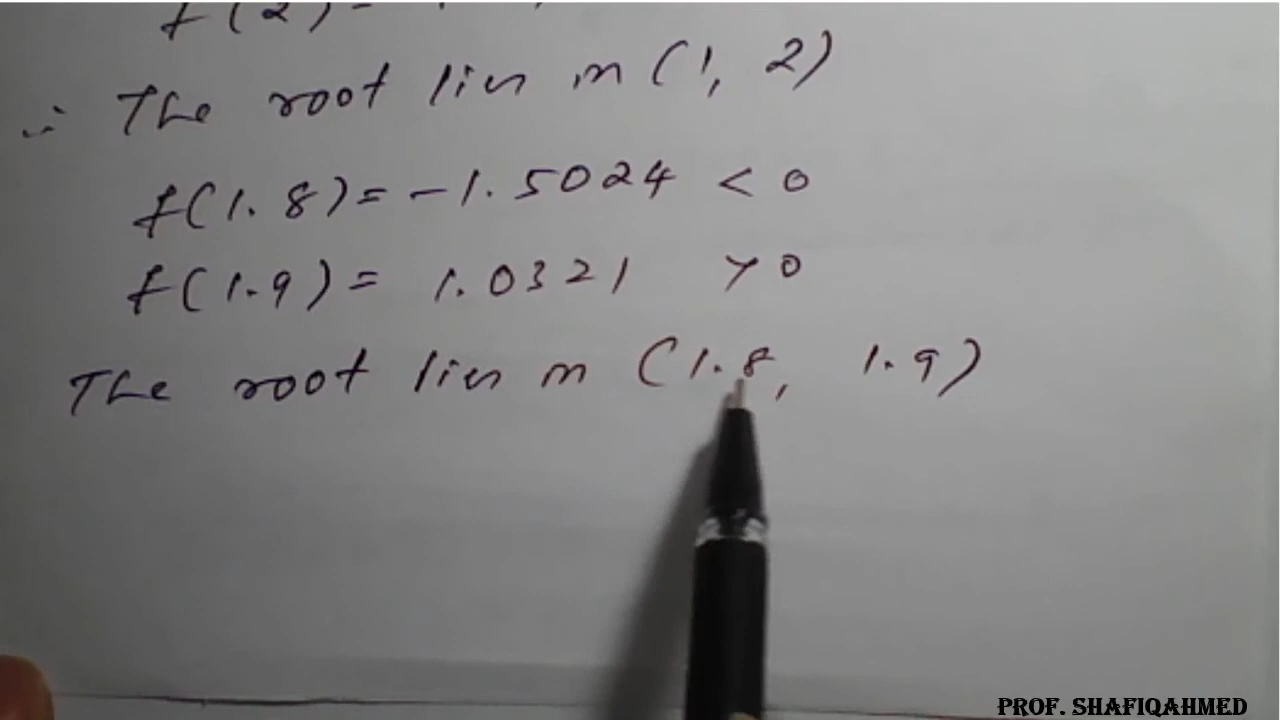 f(2) =
∴ The root lies in (1, 2)
f(1.8) = -1.5024 < 0
f(1.9) = 1.0321 > 0
The root lies in (1.8, 1.9)
PROF. SHAFIQAHMED